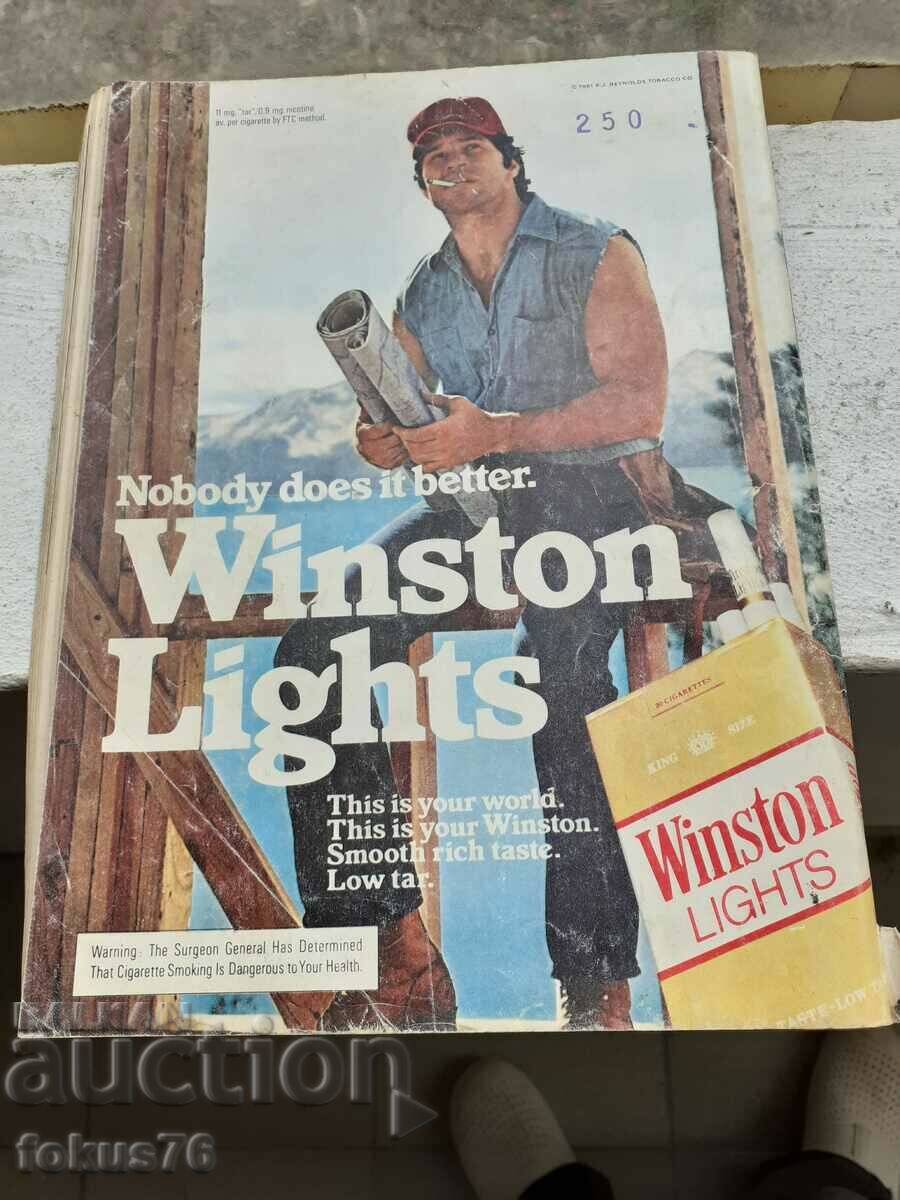 11 mg. "tar", 0.9 mg. nicotine
av. per cigarette by FTC method.
© 1981 R.J. REYNOLDS TOBACCO CO.
250
Nobody does it better.
Winston
Lights
This is your world.
This is your Winston.
Smooth rich taste.
Low tar.
20 CIGARETTES
KING SIZE
Winston
LIGHTS
Warning: The Surgeon General Has Determined
That Cigarette Smoking Is Dangerous to Your Health.
auction
fokus76